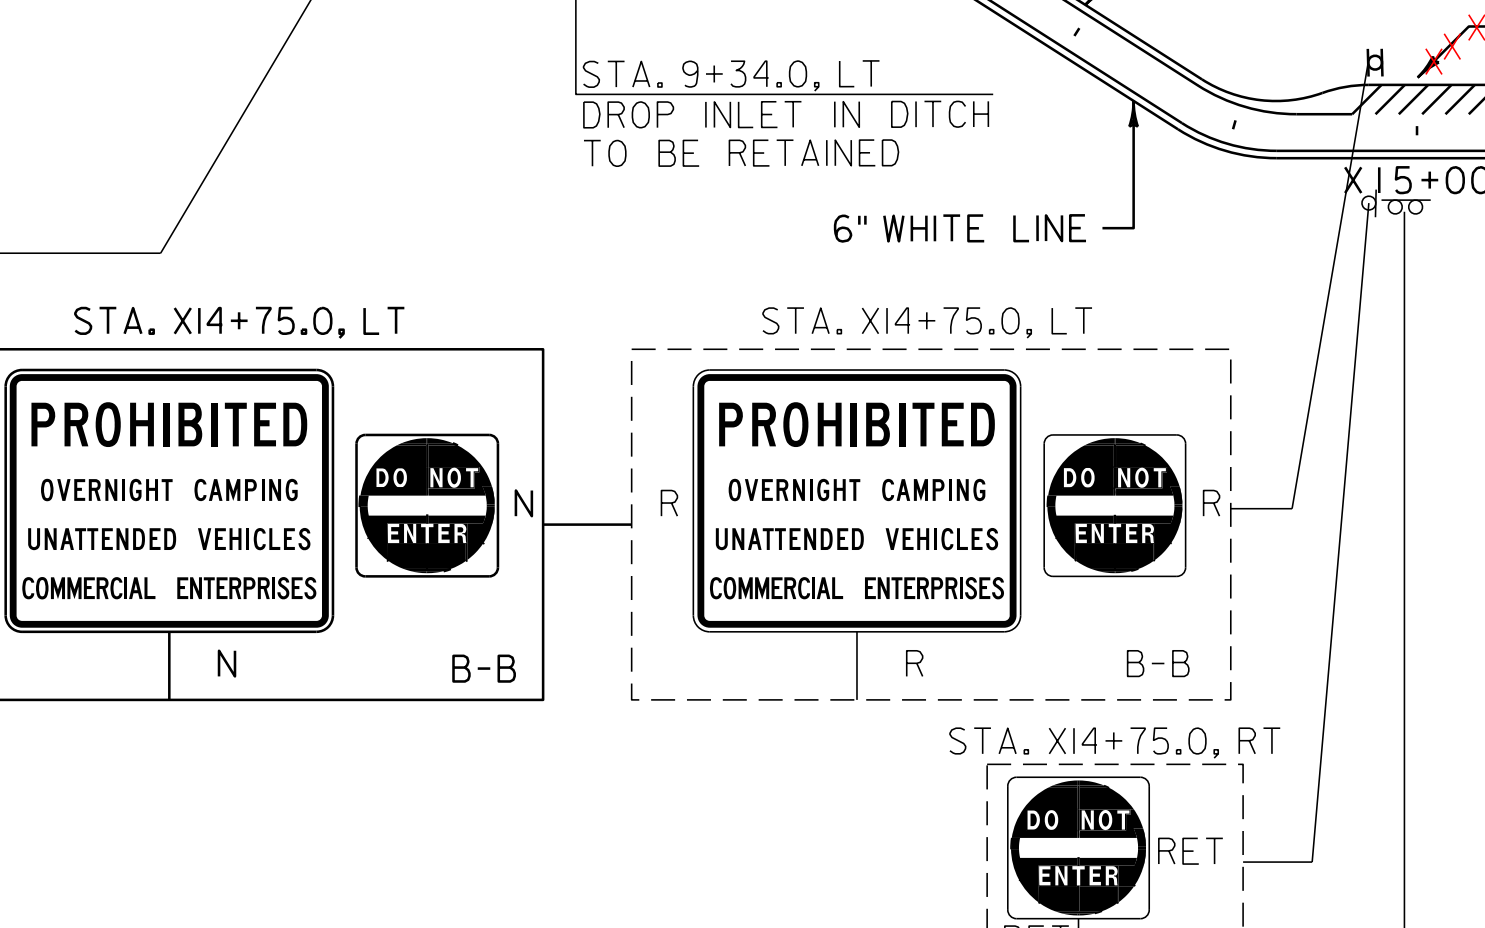 STA. 9+34.0, LT
DROP INLET IN DITCH
TO BE RETAINED
X15+00
6" WHITE LINE
STA. X14+75.0, LT
PROHIBITED
OVERNIGHT CAMPING
UNATTENDED VEHICLES
COMMERCIAL ENTERPRISES
DO NOT
ENTER
N
N
B-B
STA. X14+75.0, LT
R
PROHIBITED
OVERNIGHT CAMPING
UNATTENDED VEHICLES
COMMERCIAL ENTERPRISES
DO NOT
ENTER
R
R
B-B
STA. X14+75.0, RT
DO NOT
ENTER
RET
RET